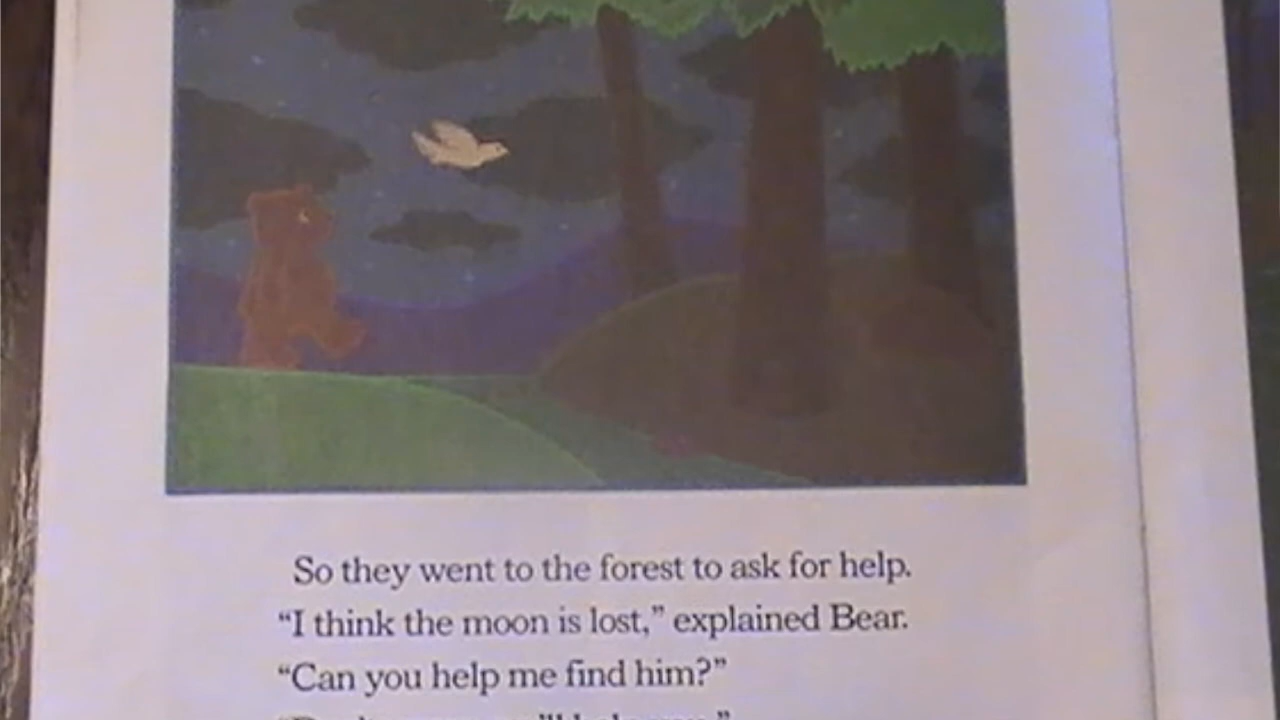 So they went to the forest to ask for help.
“I think the moon is lost,” explained Bear.
“Can you help me find him?”